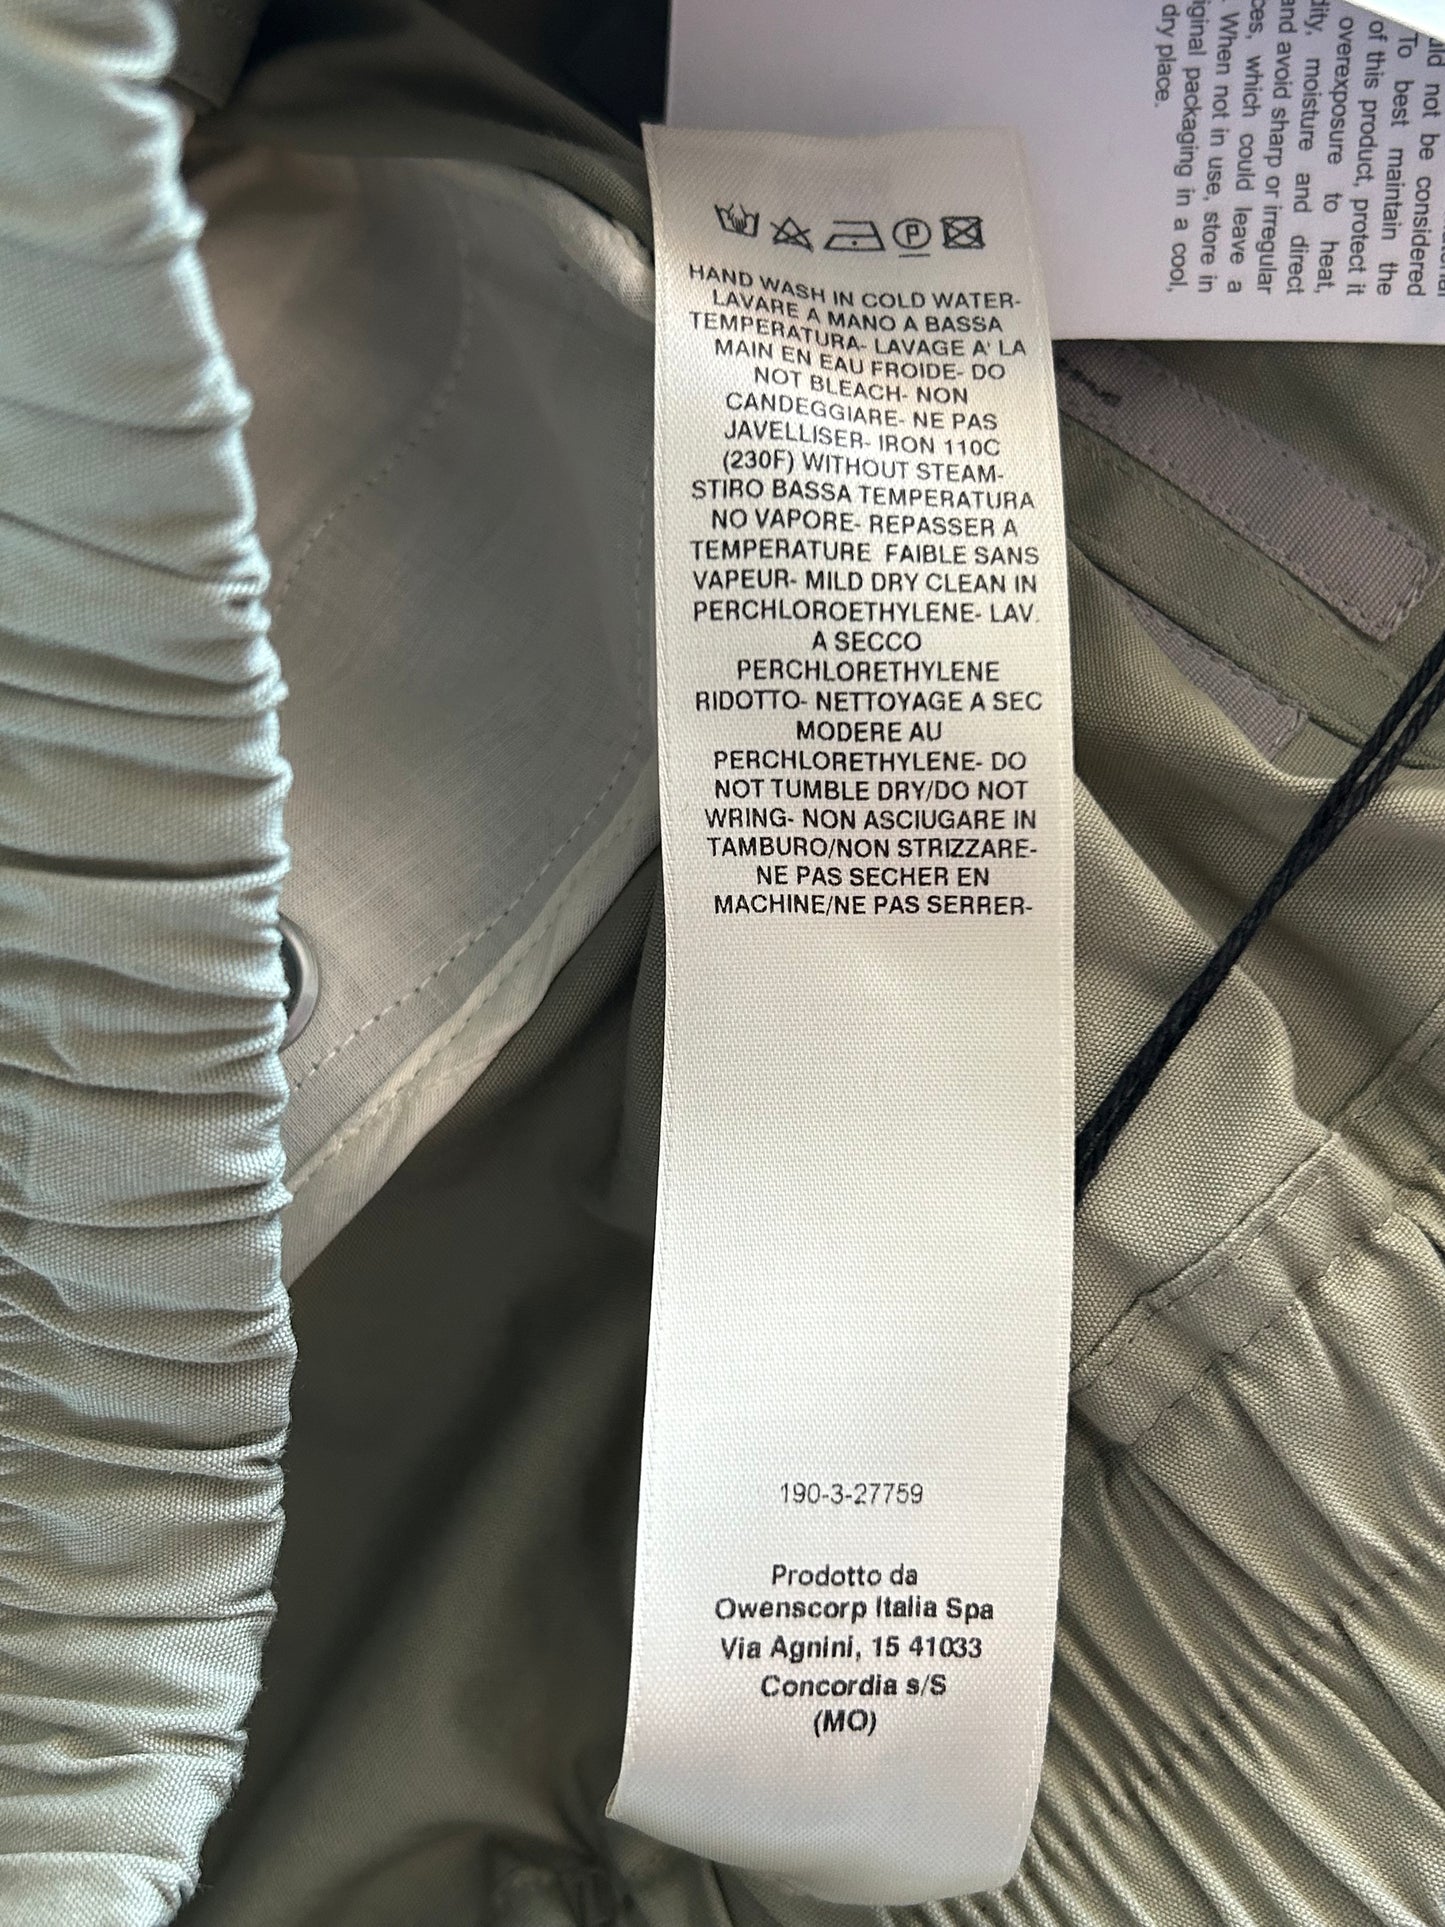 not be considered
To best maintain the
of this product, protect it
overexposure to heat,
moisture and direct
and avoid sharp or irregular
which could leave a
When not in use, store in
packaging in a cool,
dry place.
P
HAND WASH IN COLD WATER-
LAVARE A MANO A BASSA
TEMPERATURA- LAVAGE A' LA
MAIN EN EAU FROIDE- DO
NOT BLEACH- NON
CANDEGGIARE- NE PAS
JAVELLISER- IRON 110C
(230F) WITHOUT STEAM-
STIRO BASSA TEMPERATURA
NO VAPORE- REPASSER A
TEMPERATURE FAIBLE SANS
VAPEUR- MILD DRY CLEAN IN
PERCHLOROETHYLENE- LAV.
A SECCO
PERCHLORETHYLENE
RIDOTTO- NETTOYAGE A SEC
MODERE AU
PERCHLORETHYLENE- DO
NOT TUMBLE DRY/DO NOT
WRING- NON ASCIUGARE IN
TAMBURO/NON STRIZZARE-
NE PAS SECHER EN
MACHINE/NE PAS SERRER-
190-3-27759
Prodotto da
Owenscorp Italia Spa
Via Agnini, 15 41033
Concordia s/S
(MO)